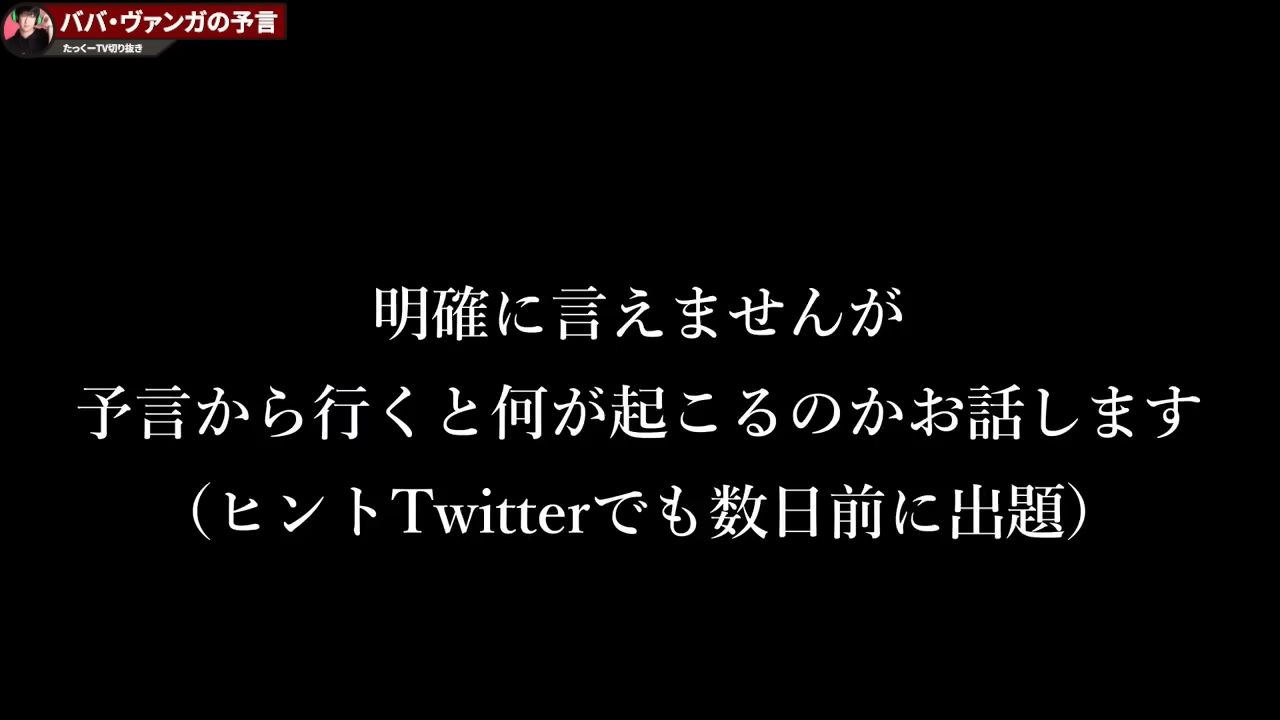 ババ・ヴァンガの予言
たっくーTV切り抜き
明確に言えませんが
予言から行くと何が起こるのかお話します
（ヒントTwitterでも数日前に出題）